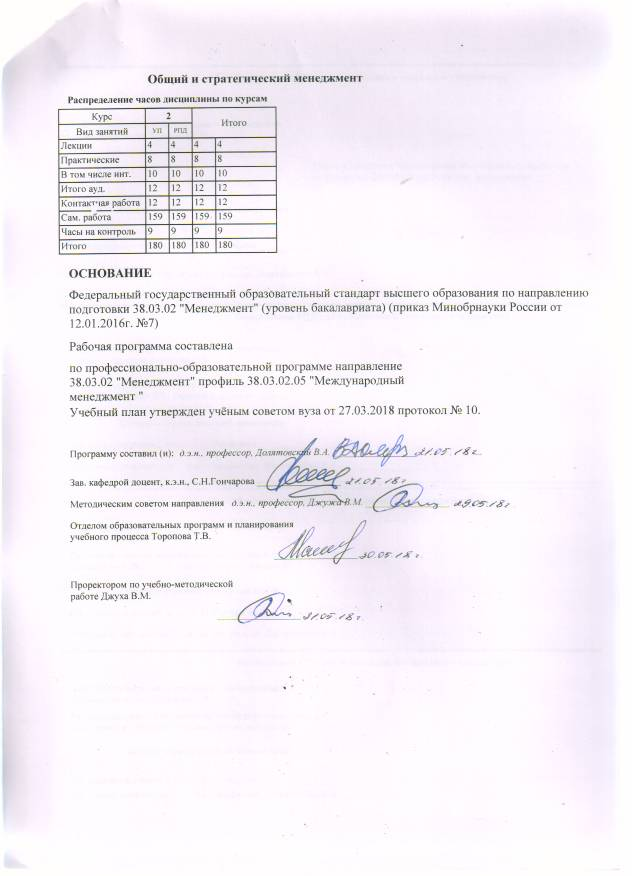 Общий и стратегический менеджмент
Распределение часов дисциплины по курсам
Курс 2 Итого
Вид занятий УП РПД
Лекции 4 4 4 4
Практические 8 8 8 8
В том числе инт. 10 10 10 10
Итого ауд. 12 12 12 12
Контактная работа 12 12 12 12
Сам. работа 159 159 159 159
Часы на контроль 9 9 9 9
Итого 180 180 180 180
ОСНОВАНИЕ
Федеральный государственный образовательный стандарт высшего образования по направлению
подготовки 38.03.02 "Менеджмент" (уровень бакалавриата) (приказ Минобрнауки России от
12.01.2016г. №7)
Рабочая программа составлена
по профессионально-образовательной программе направление
38.03.02 "Менеджмент" профиль 38.03.02.05 "Международный
менеджмент "
Учебный план утвержден учёным советом вуза от 27.03.2018 протокол № 10.
Программу составил (и): д.э.н., профессор, Долятовский В.А. 21.05.18г.
Зав. кафедрой доцент, к.э.н., С.Н.Гончарова 21.05 18г.
Методическим советом направления д.э.н., профессор, Джужа В.М. 29.05.18г
Отделом образовательных программ и планирования
учебного процесса Торопова Т.В.
30.05.18г.
Проректором по учебно-методической
работе Джуха В.М.
31.05.18г.